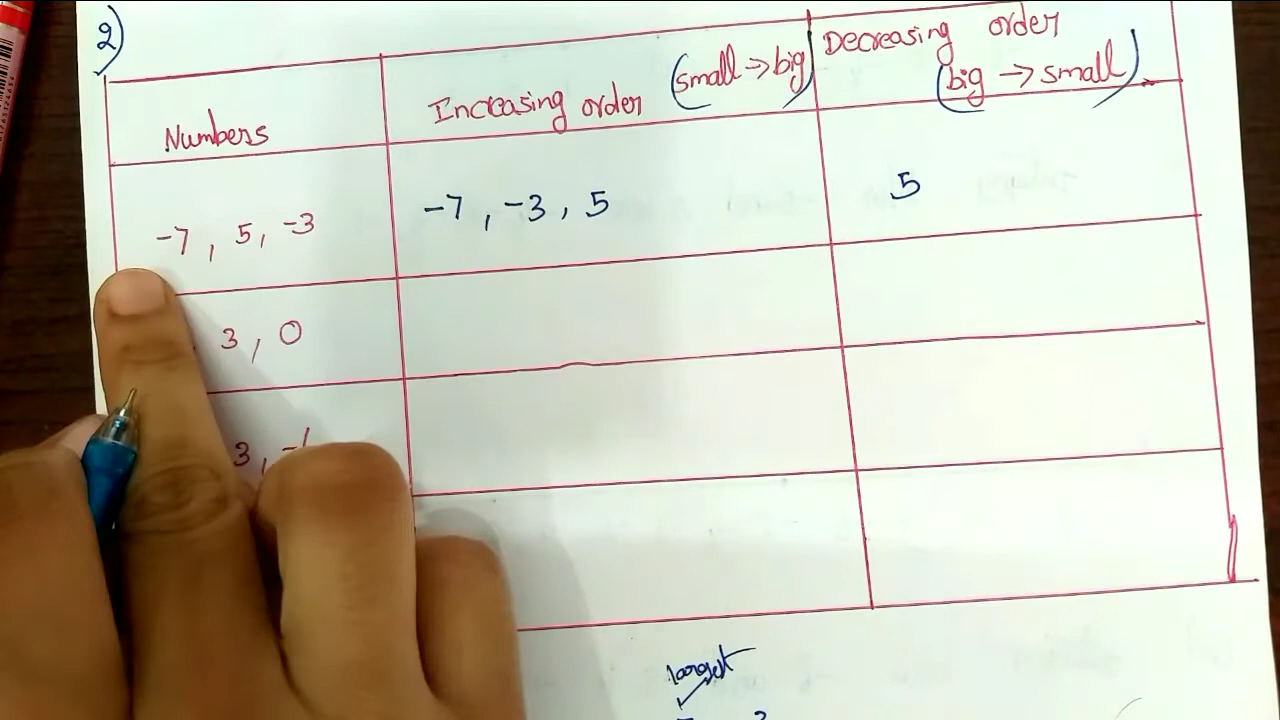 2)
Numbers
Increasing order (small → big)
Decreasing order
(big → small)
-7, 5, -3
-7, -3, 5
5
3, 0
3, -1
largest